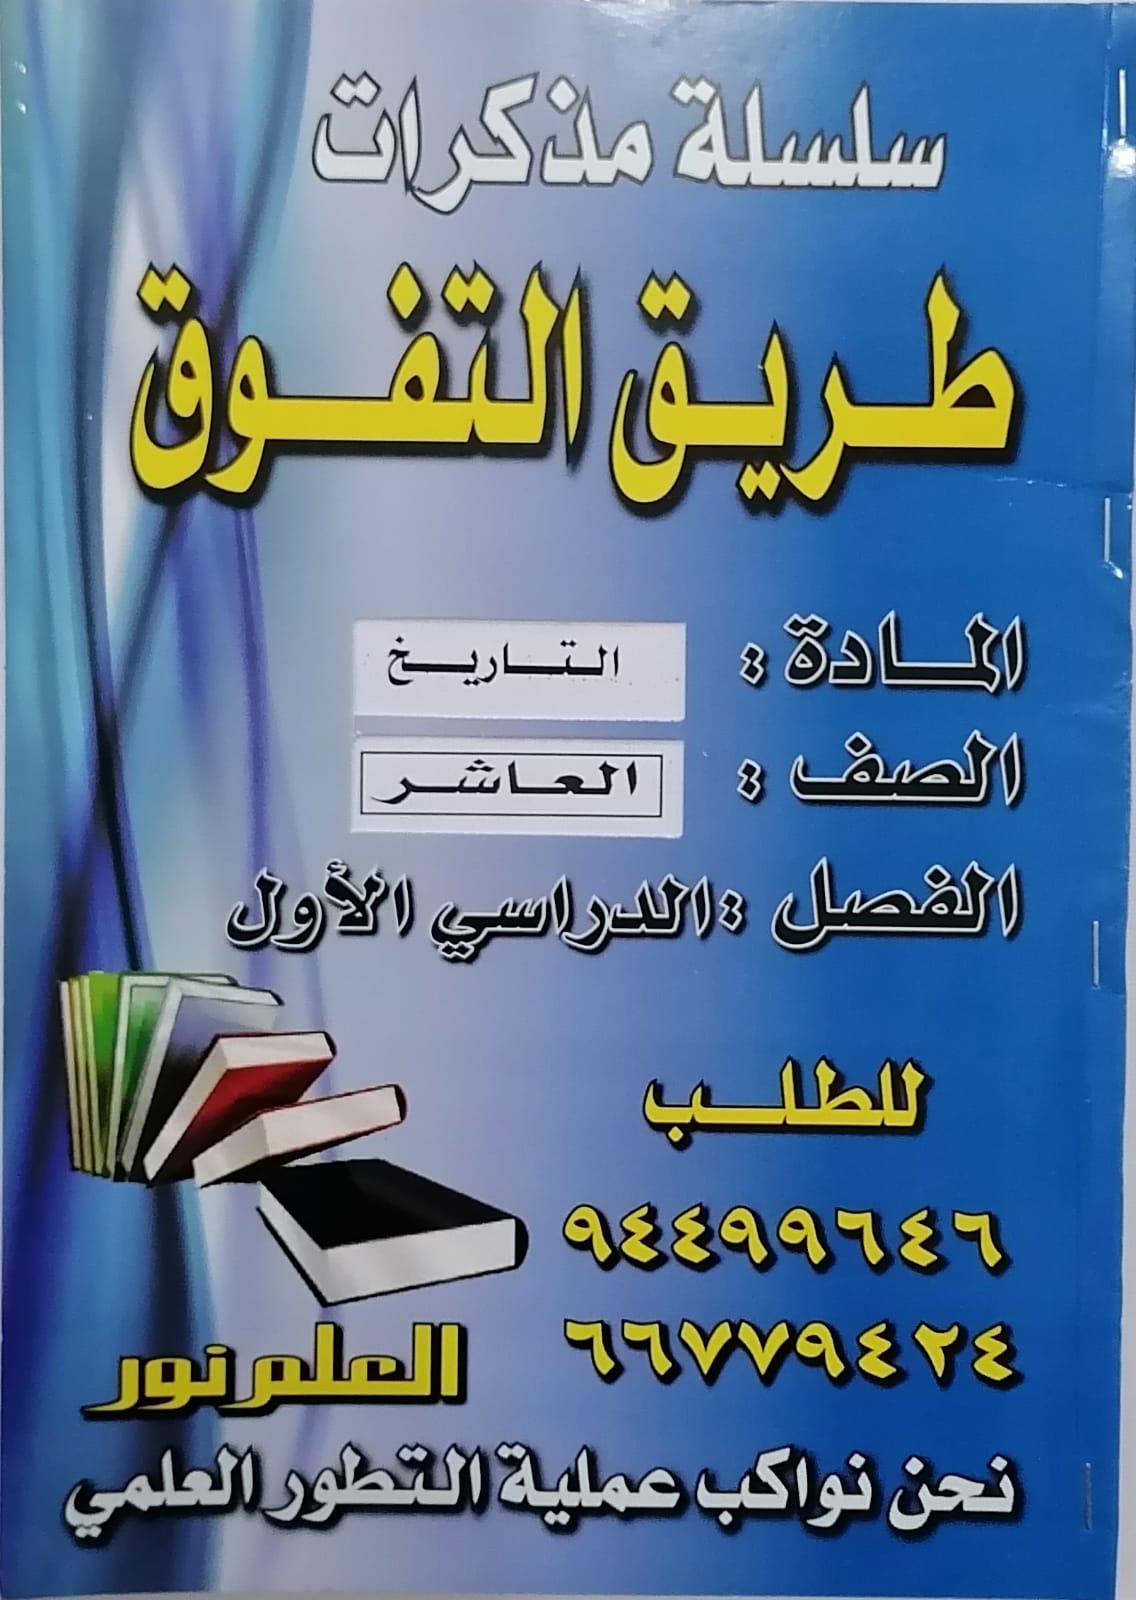 سلسلة مذكرات
طريق التفوق
المادة : التاريخ
الصف : العاشر
الفصل : الدراسي الأول
للطلب
٩٤٤٩٩٦٤٦
٦٦٧٧٩٤٢٤
العلم نور
نحن نواكب عملية التطور العلمي